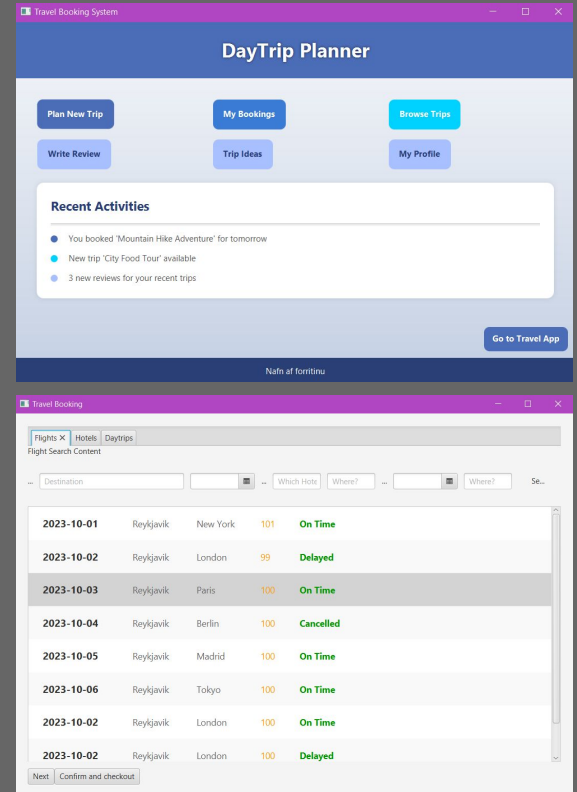 Travel Booking System
DayTrip Planner
Plan New Trip My Bookings Browse Trips
Write Review Trip Ideas My Profile
Recent Activities
You booked 'Mountain Hike Adventure' for tomorrow
New trip 'City Food Tour' available
3 new reviews for your recent trips
Go to Travel App
Nafn af forritinu
Travel Booking
Flights Hotels Daytrips
Flight Search Content
... Destination ... Which Hote Where? ... Where? Se...
2023-10-01 Reykjavik New York 101 On Time
2023-10-02 Reykjavik London 99 Delayed
2023-10-03 Reykjavik Paris 100 On Time
2023-10-04 Reykjavik Berlin 100 Cancelled
2023-10-05 Reykjavik Madrid 100 On Time
2023-10-06 Reykjavik Tokyo 100 On Time
2023-10-02 Reykjavik London 100 On Time
2023-10-02 Reykjavik London 100 Delayed
Next Confirm and checkout